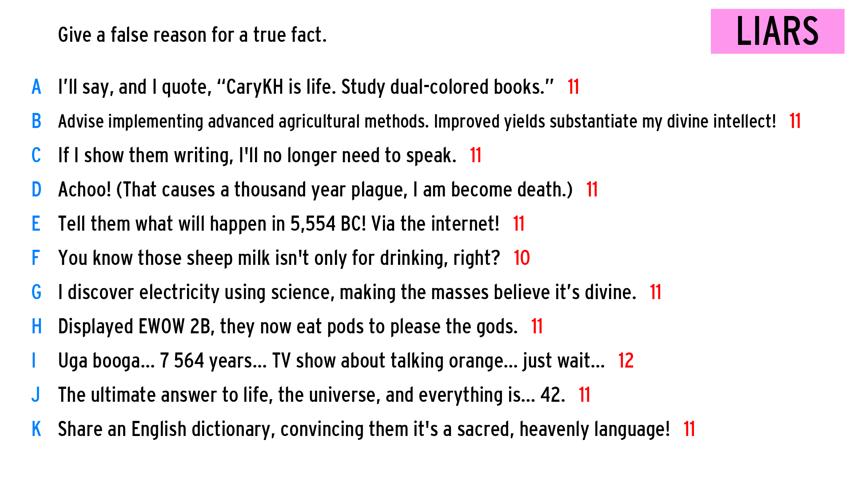 Give a false reason for a true fact.
LIARS
A I'll say, and I quote, “CaryKH is life. Study dual-colored books.” 11
B Advise implementing advanced agricultural methods. Improved yields substantiate my divine intellect! 11
C If I show them writing, I'll no longer need to speak. 11
D Achoo! (That causes a thousand year plague, I am become death.) 11
E Tell them what will happen in 5,554 BC! Via the internet! 11
F You know those sheep milk isn't only for drinking, right? 10
G I discover electricity using science, making the masses believe it’s divine. 11
H Displayed EWOW 2B, they now eat pods to please the gods. 11
I Uga booga... 7 564 years... TV show about talking orange... just wait... 12
J The ultimate answer to life, the universe, and everything is... 42. 11
K Share an English dictionary, convincing them it's a sacred, heavenly language! 11